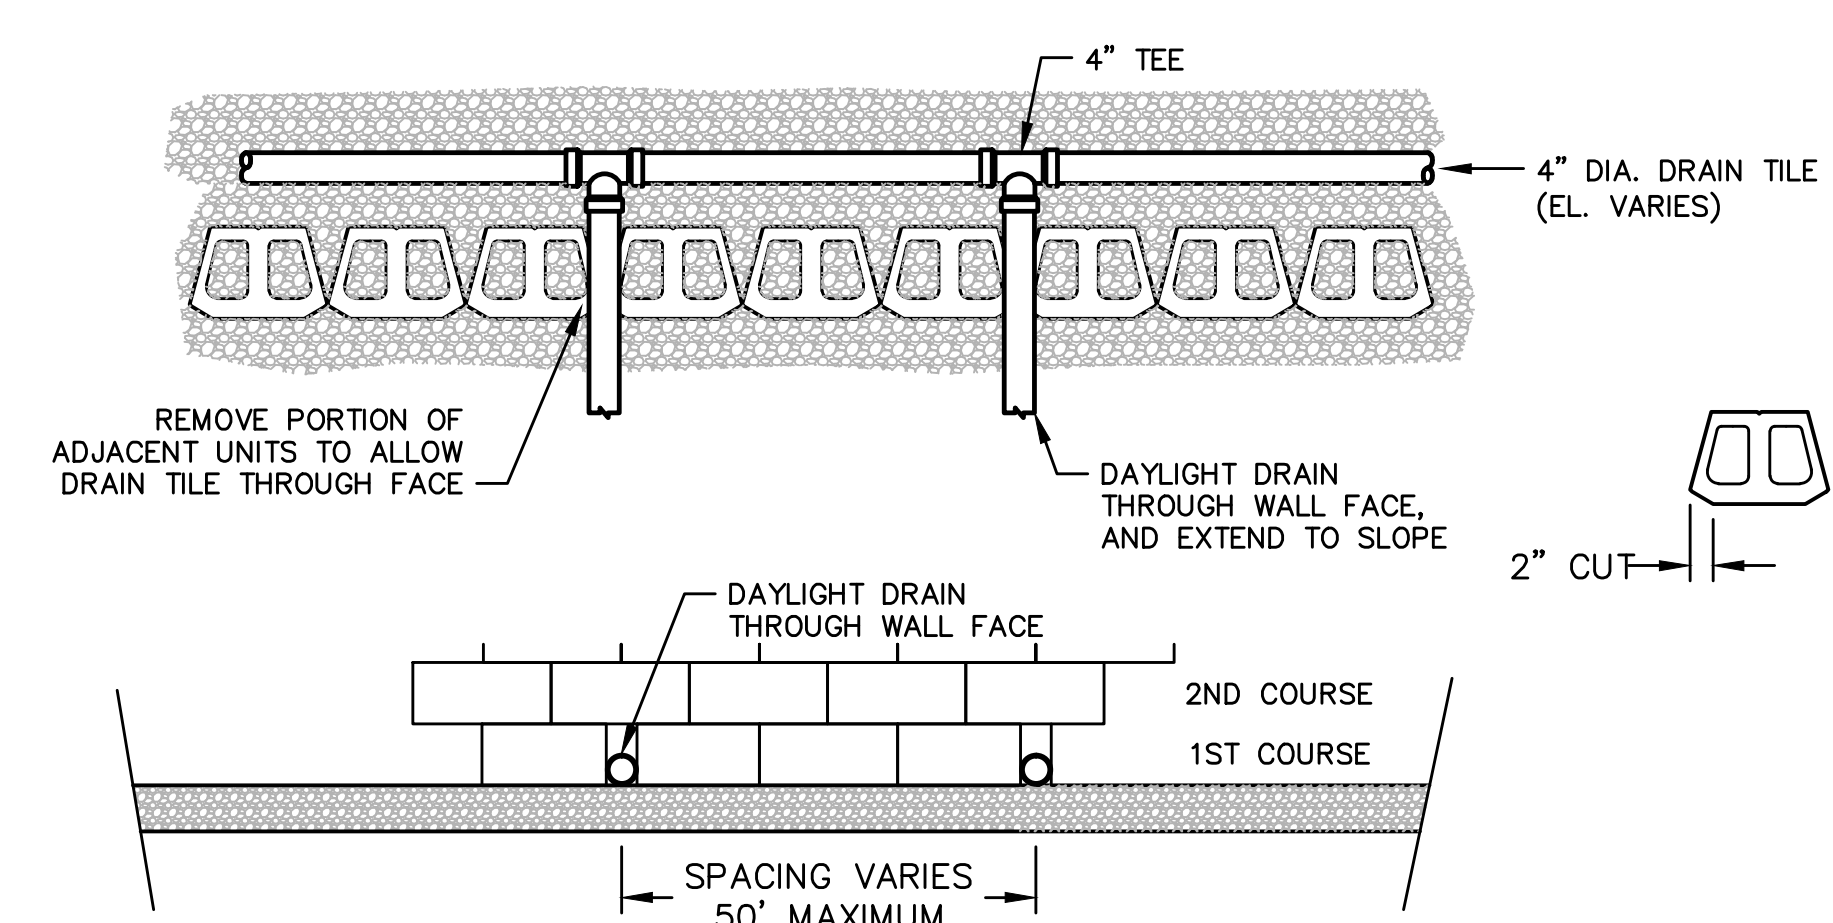 4” TEE
4” DIA. DRAIN TILE
(EL. VARIES)
REMOVE PORTION OF
ADJACENT UNITS TO ALLOW
DRAIN TILE THROUGH FACE
DAYLIGHT DRAIN
THROUGH WALL FACE,
AND EXTEND TO SLOPE
2” CUT
DAYLIGHT DRAIN
THROUGH WALL FACE
2ND COURSE
1ST COURSE
SPACING VARIES
50’ MAXIMUM